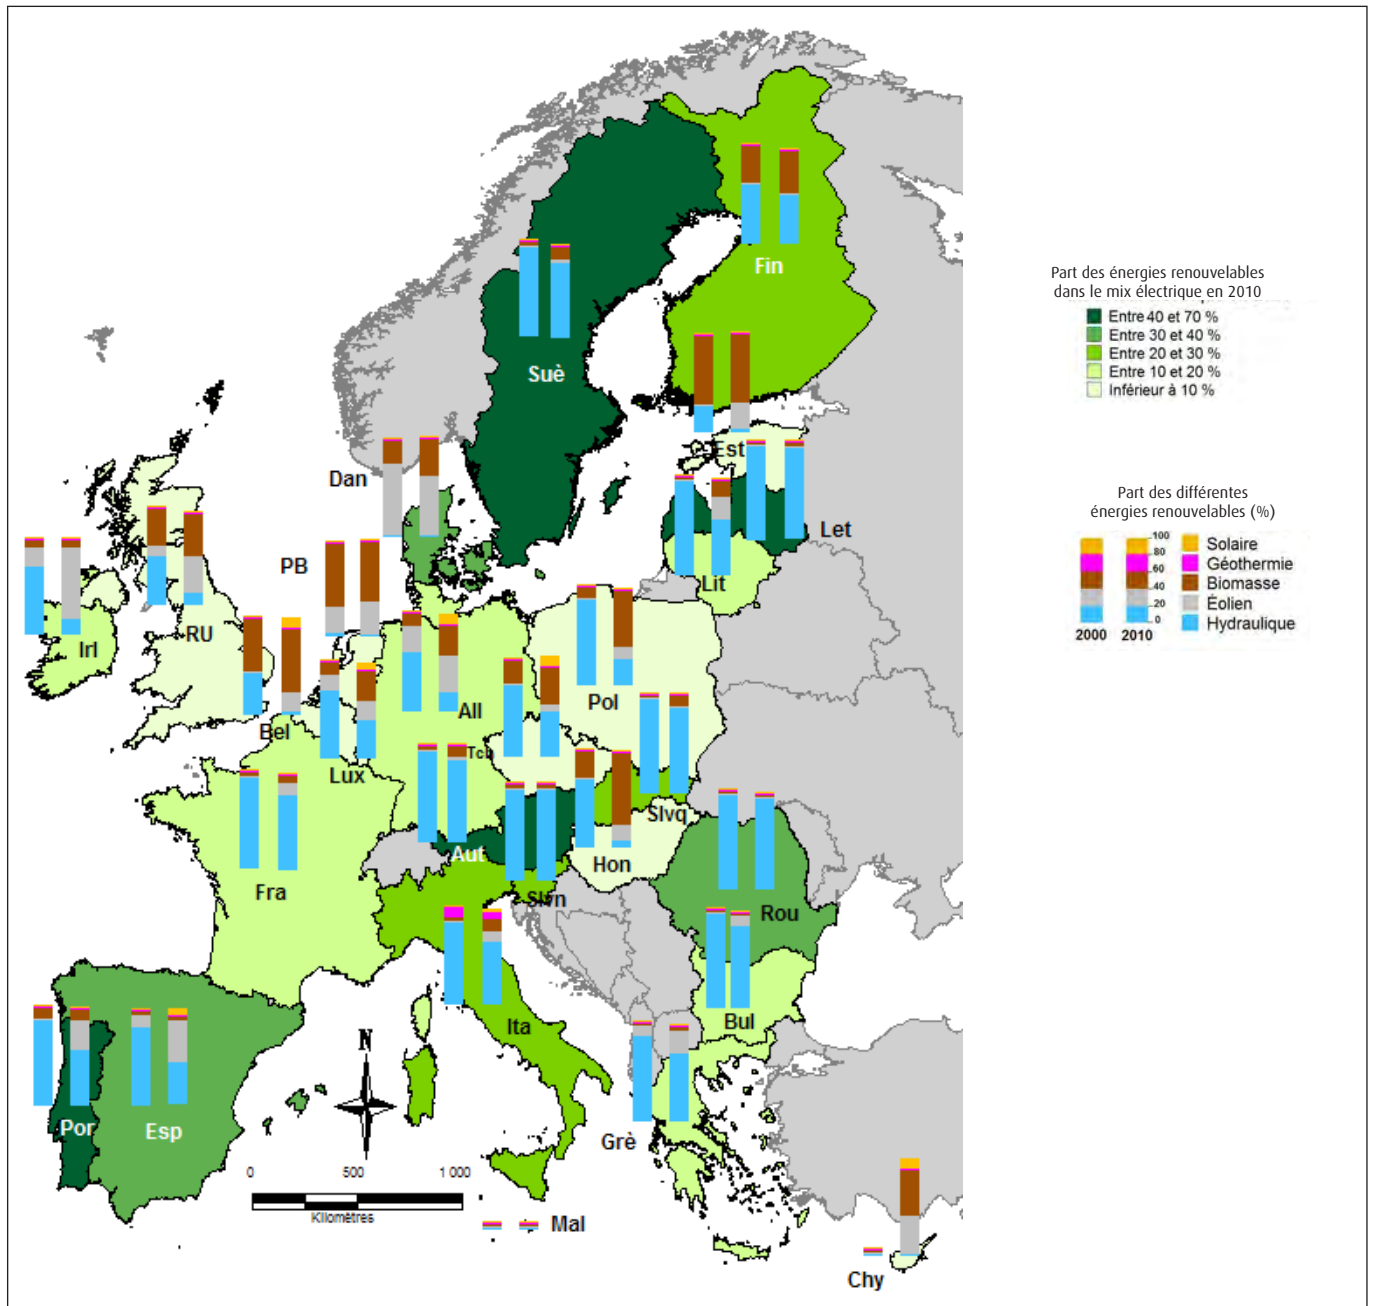 Fin
Suè
Part des énergies renouvelables
dans le mix électrique en 2010
Entre 40 et 70 %
Entre 30 et 40 %
Entre 20 et 30 %
Entre 10 et 20 %
Inférieur à 10 %
Est
Dan
Let
Part des différentes
énergies renouvelables (%)
100
80
60
40
20
0
2000 2010
Solaire
Géothermie
Biomasse
Éolien
Hydraulique
PB
Lit
RU
Irl
Pol
All
Bel
Tch
Lux
Slvq
Aut
Hon
Fra
Slvn
Rou
Bul
Ita
N
Por
Esp
Grè
0 500 1 000
Kilomètres
Mal
Chy